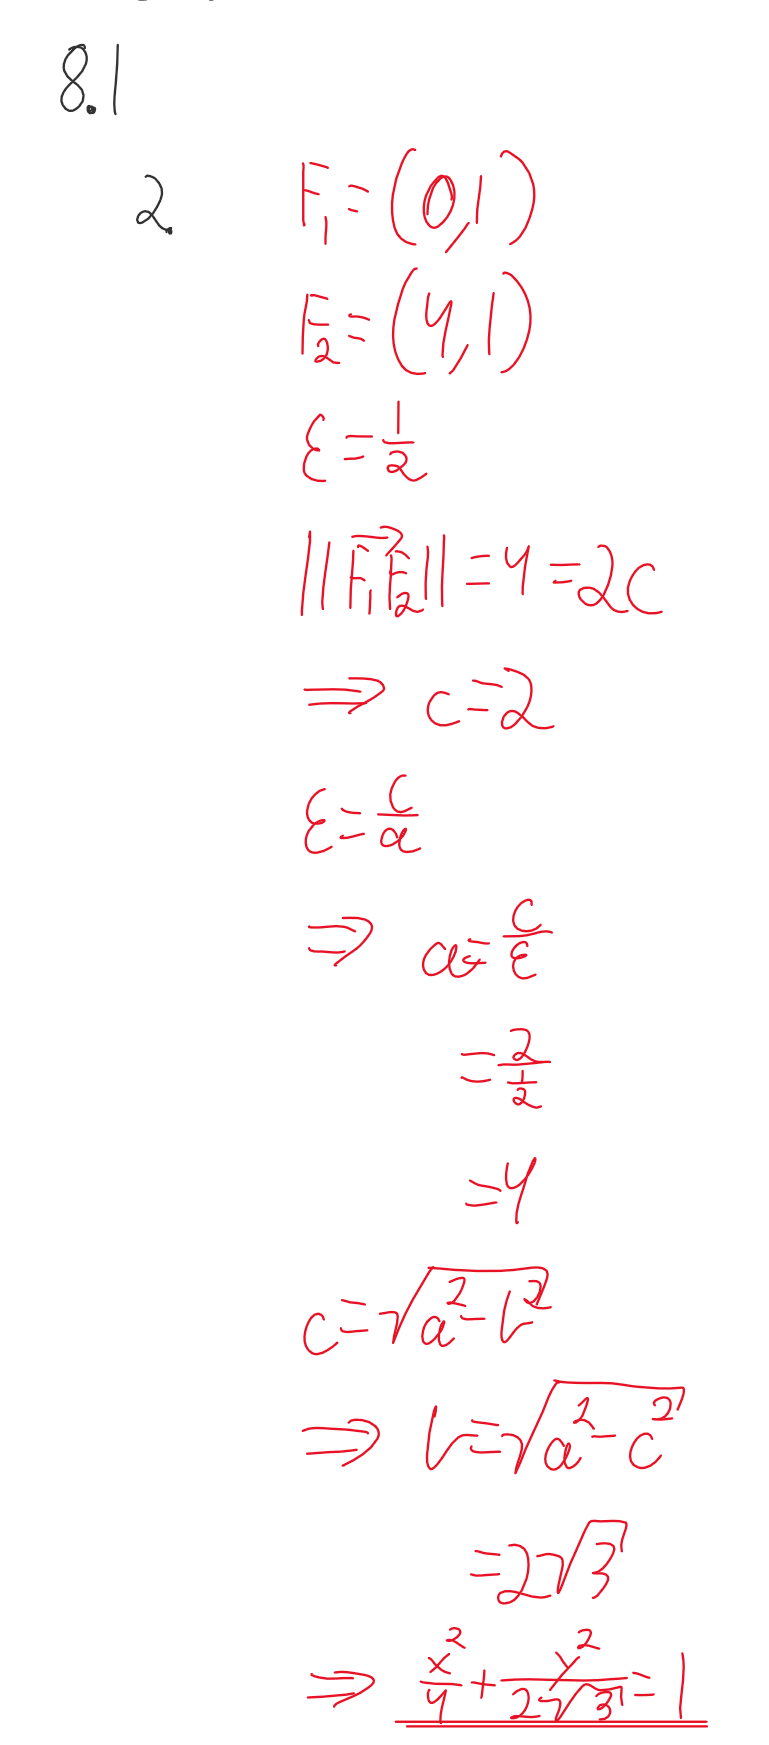 8.1
2. F₁ = (0,1)
F₂ = (4,1)
ε = 1/2
||F₁F₂→|| = 4 = 2c
⇒ c = 2
ε = c/a
⇒ a = c/ε
= 2/(1/2)
= 4
c = √(a² - b²)
⇒ b = √(a² - c²)
= 2√3
⇒ x²/4 + y²/(2√3) = 1